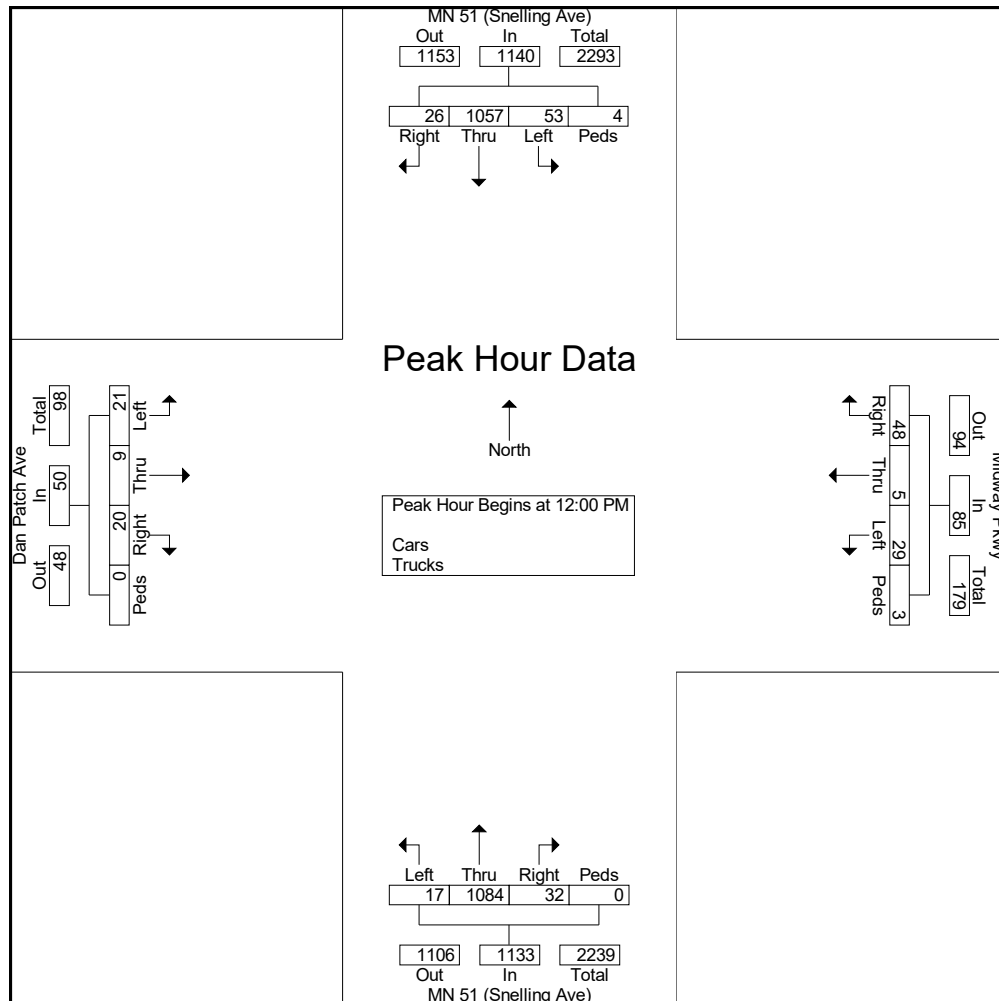 MN 51 (Snelling Ave)
Out In Total
1153 1140 2293
26 1057 53 4
Right Thru Left Peds
Peak Hour Data
North
Peak Hour Begins at 12:00 PM
Cars
Trucks
Dan Patch Ave
Total In Out
98 50 48
21 9 20 0
Left Thru Right Peds
Right Thru Left Peds
48 5 29 3
Out In Total
94 85 179
Midway Pkwy
Left Thru Right Peds
17 1084 32 0
1106 1133 2239
Out In Total
MN 51 (Snelling Ave)